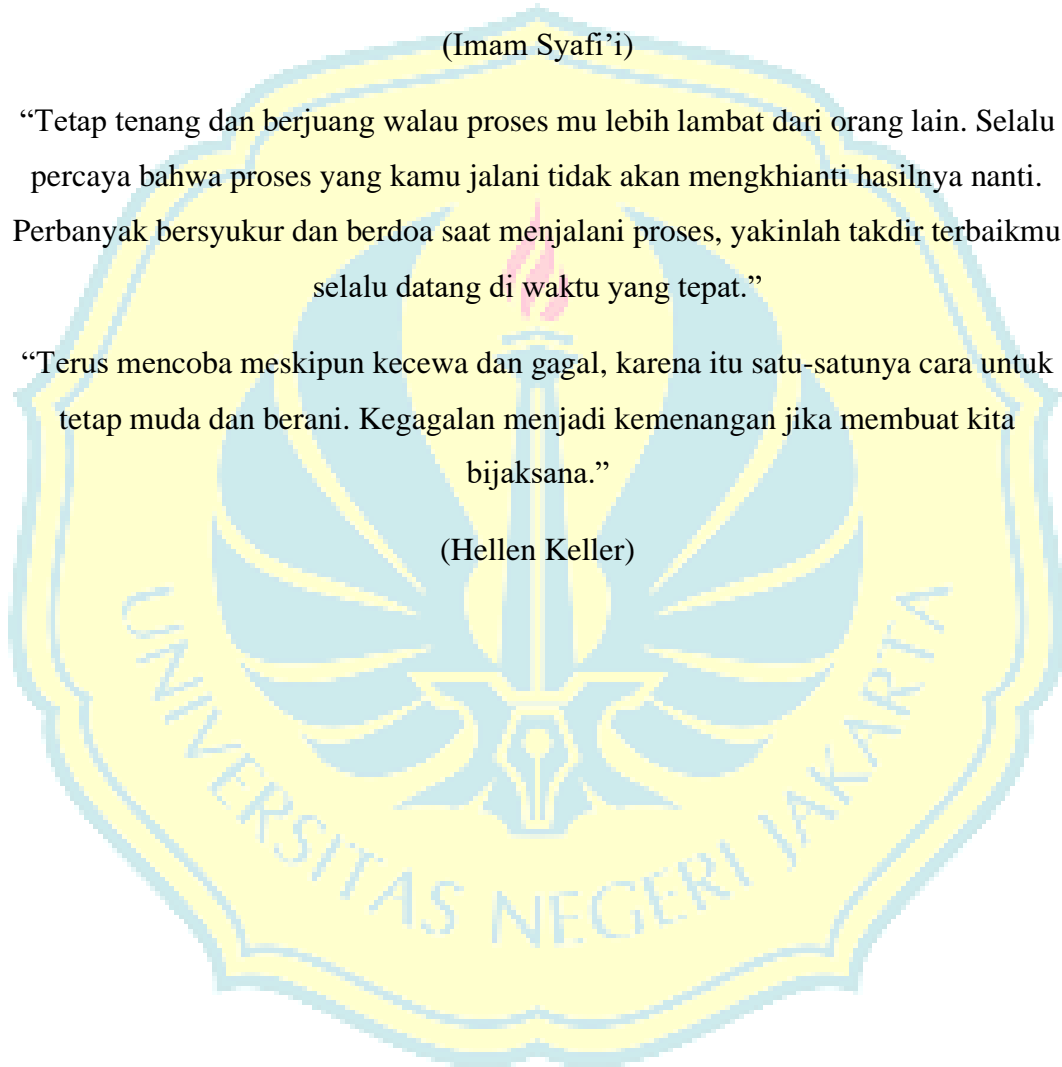 (Imam Syafi’i)
“Tetap tenang dan berjuang walau proses mu lebih lambat dari orang lain. Selalu
percaya bahwa proses yang kamu jalani tidak akan mengkhianti hasilnya nanti.
Perbanyak bersyukur dan berdoa saat menjalani proses, yakinlah takdir terbaikmu
selalu datang di waktu yang tepat.”
“Terus mencoba meskipun kecewa dan gagal, karena itu satu-satunya cara untuk
tetap muda dan berani. Kegagalan menjadi kemenangan jika membuat kita
bijaksana.”
(Hellen Keller)
UNIVERSITAS NEGERI JAKARTA